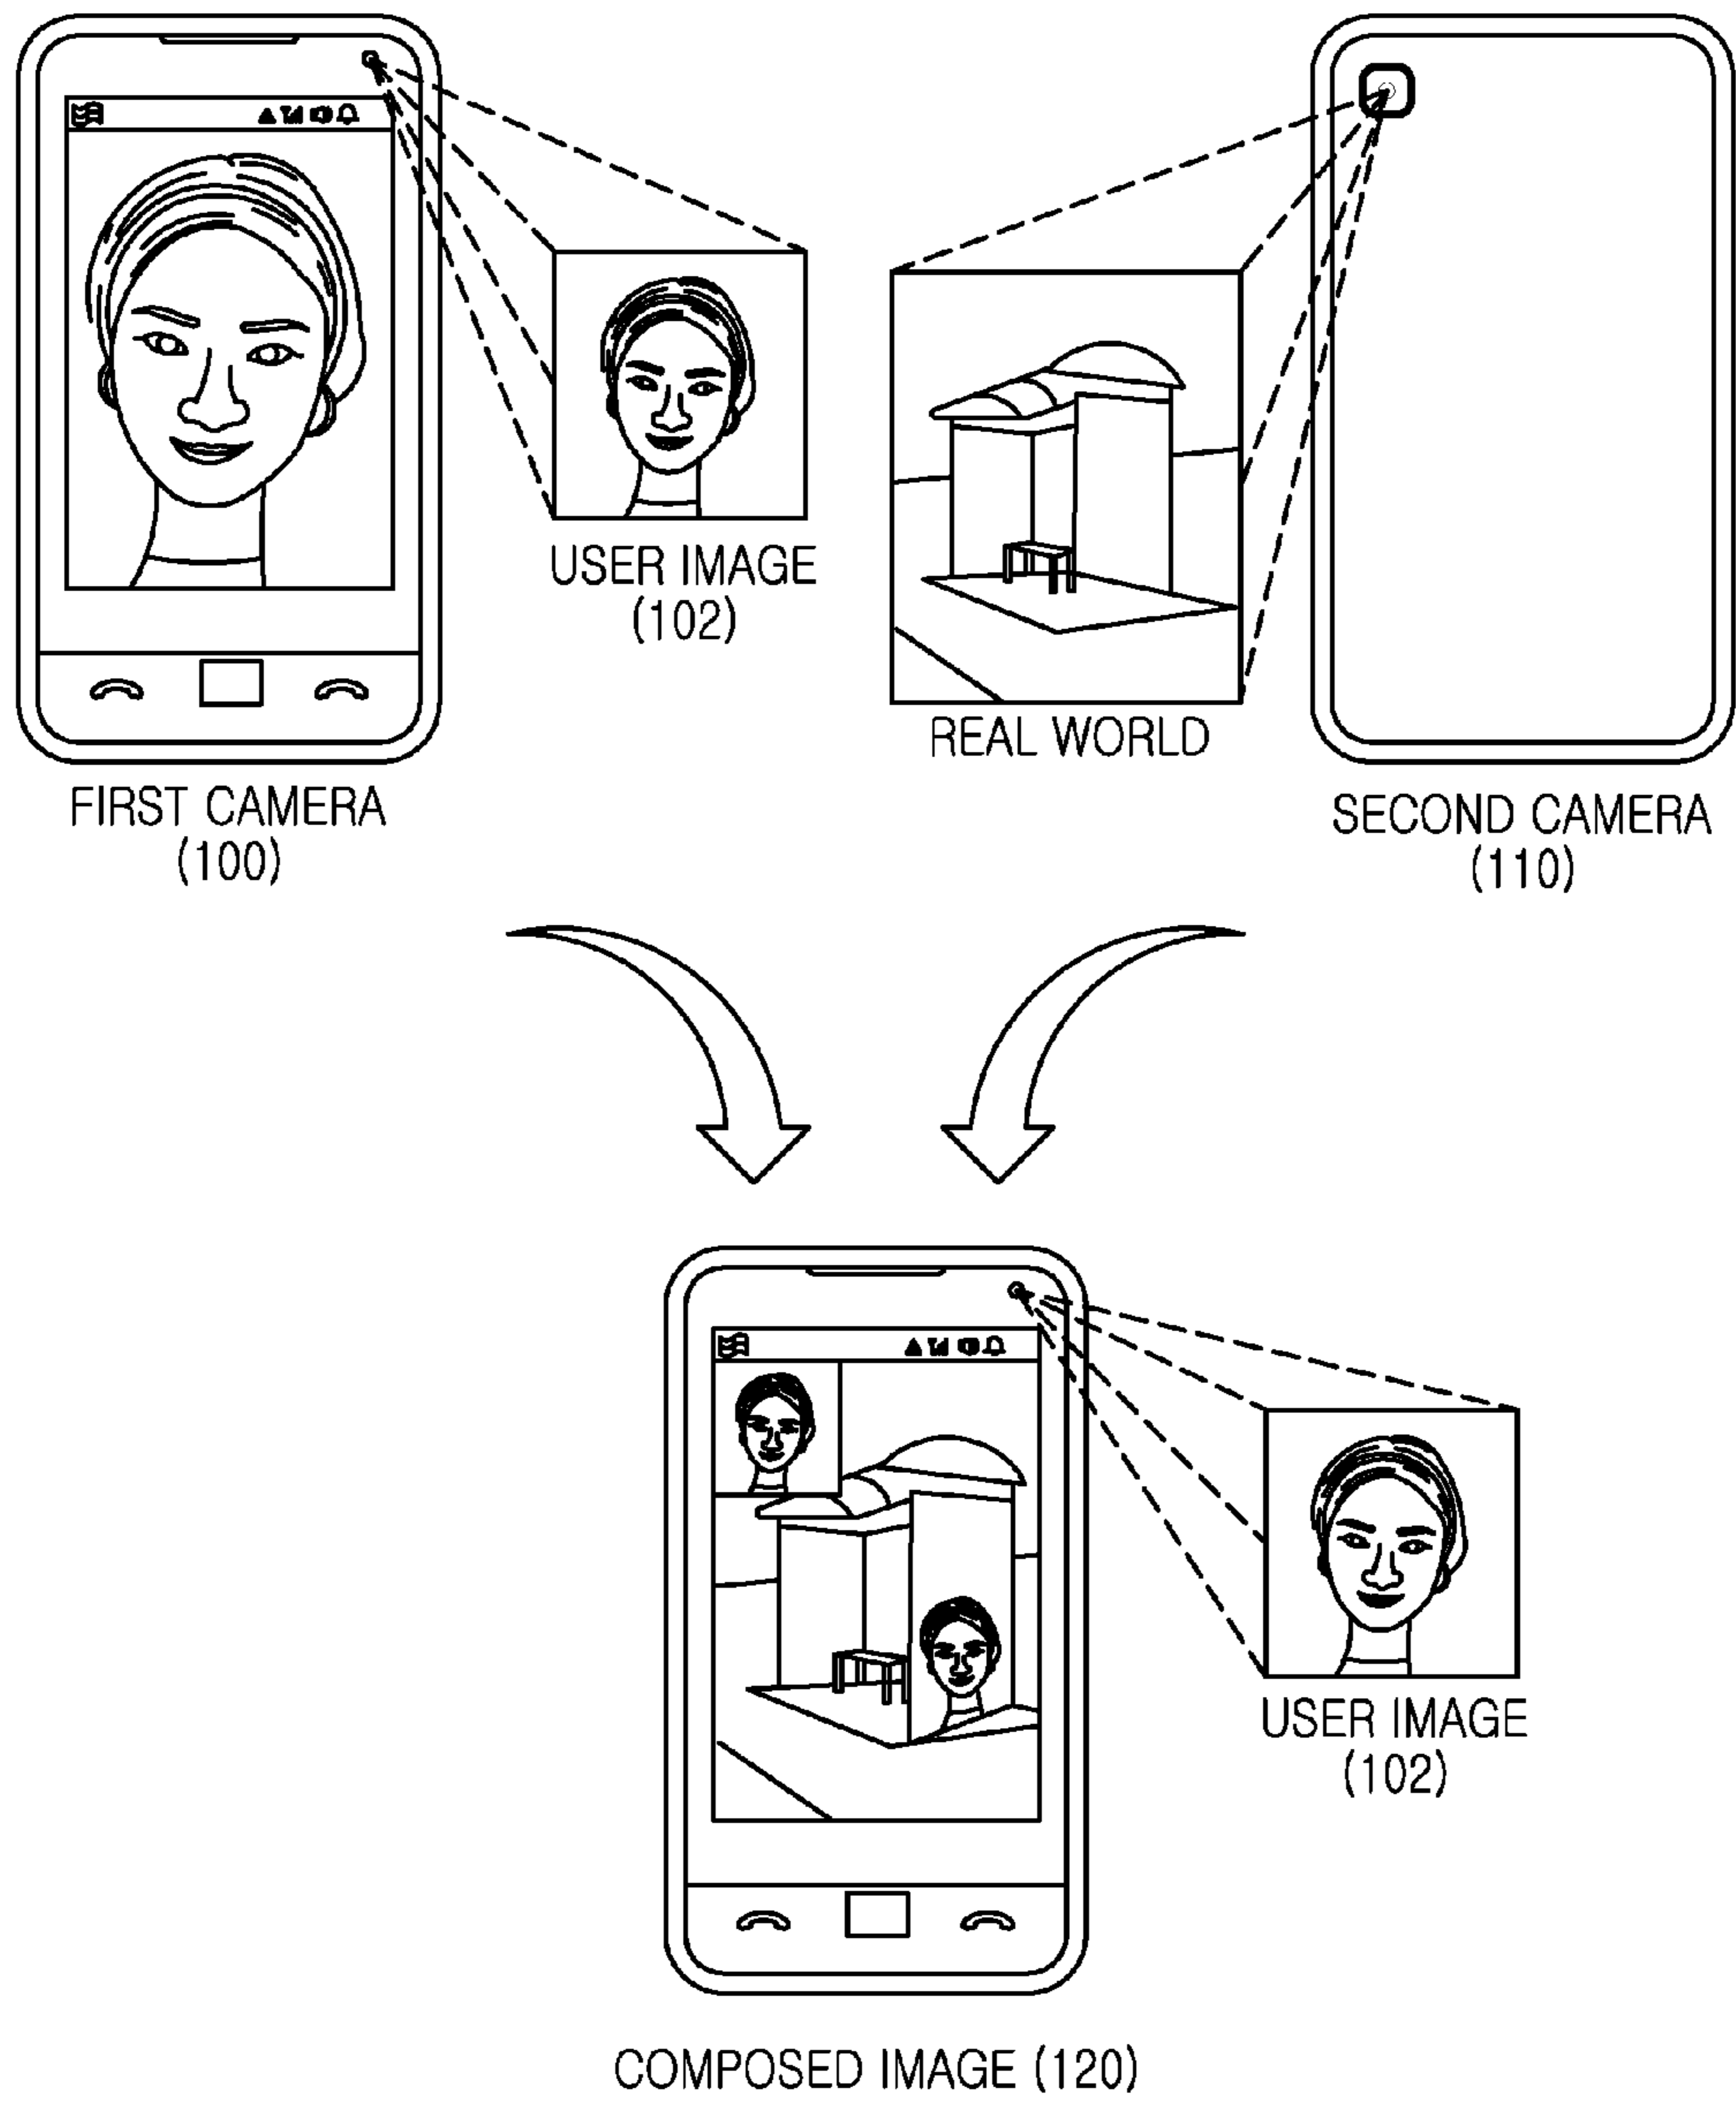 USER IMAGE
(102)
REAL WORLD
FIRST CAMERA
(100)
SECOND CAMERA
(110)
USER IMAGE
(102)
COMPOSED IMAGE (120)